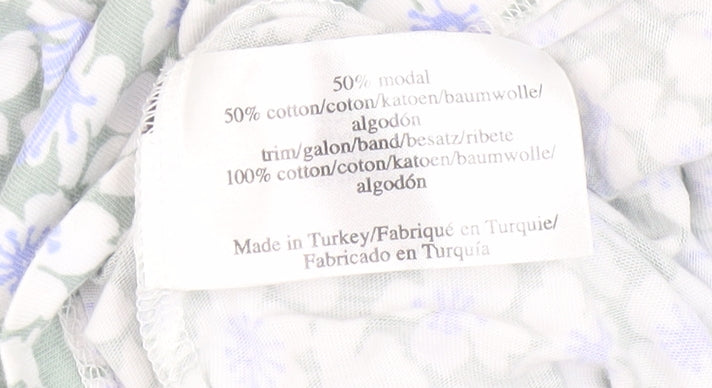 50% modal
50% cotton/coton/katoen/baumwolle/
algodón
trim/galon/band/besatz/ribete
100% cotton/coton/katoen/baumwolle/
algodón
Made in Turkey/Fabriqué en Turquie/
Fabricado en Turquía